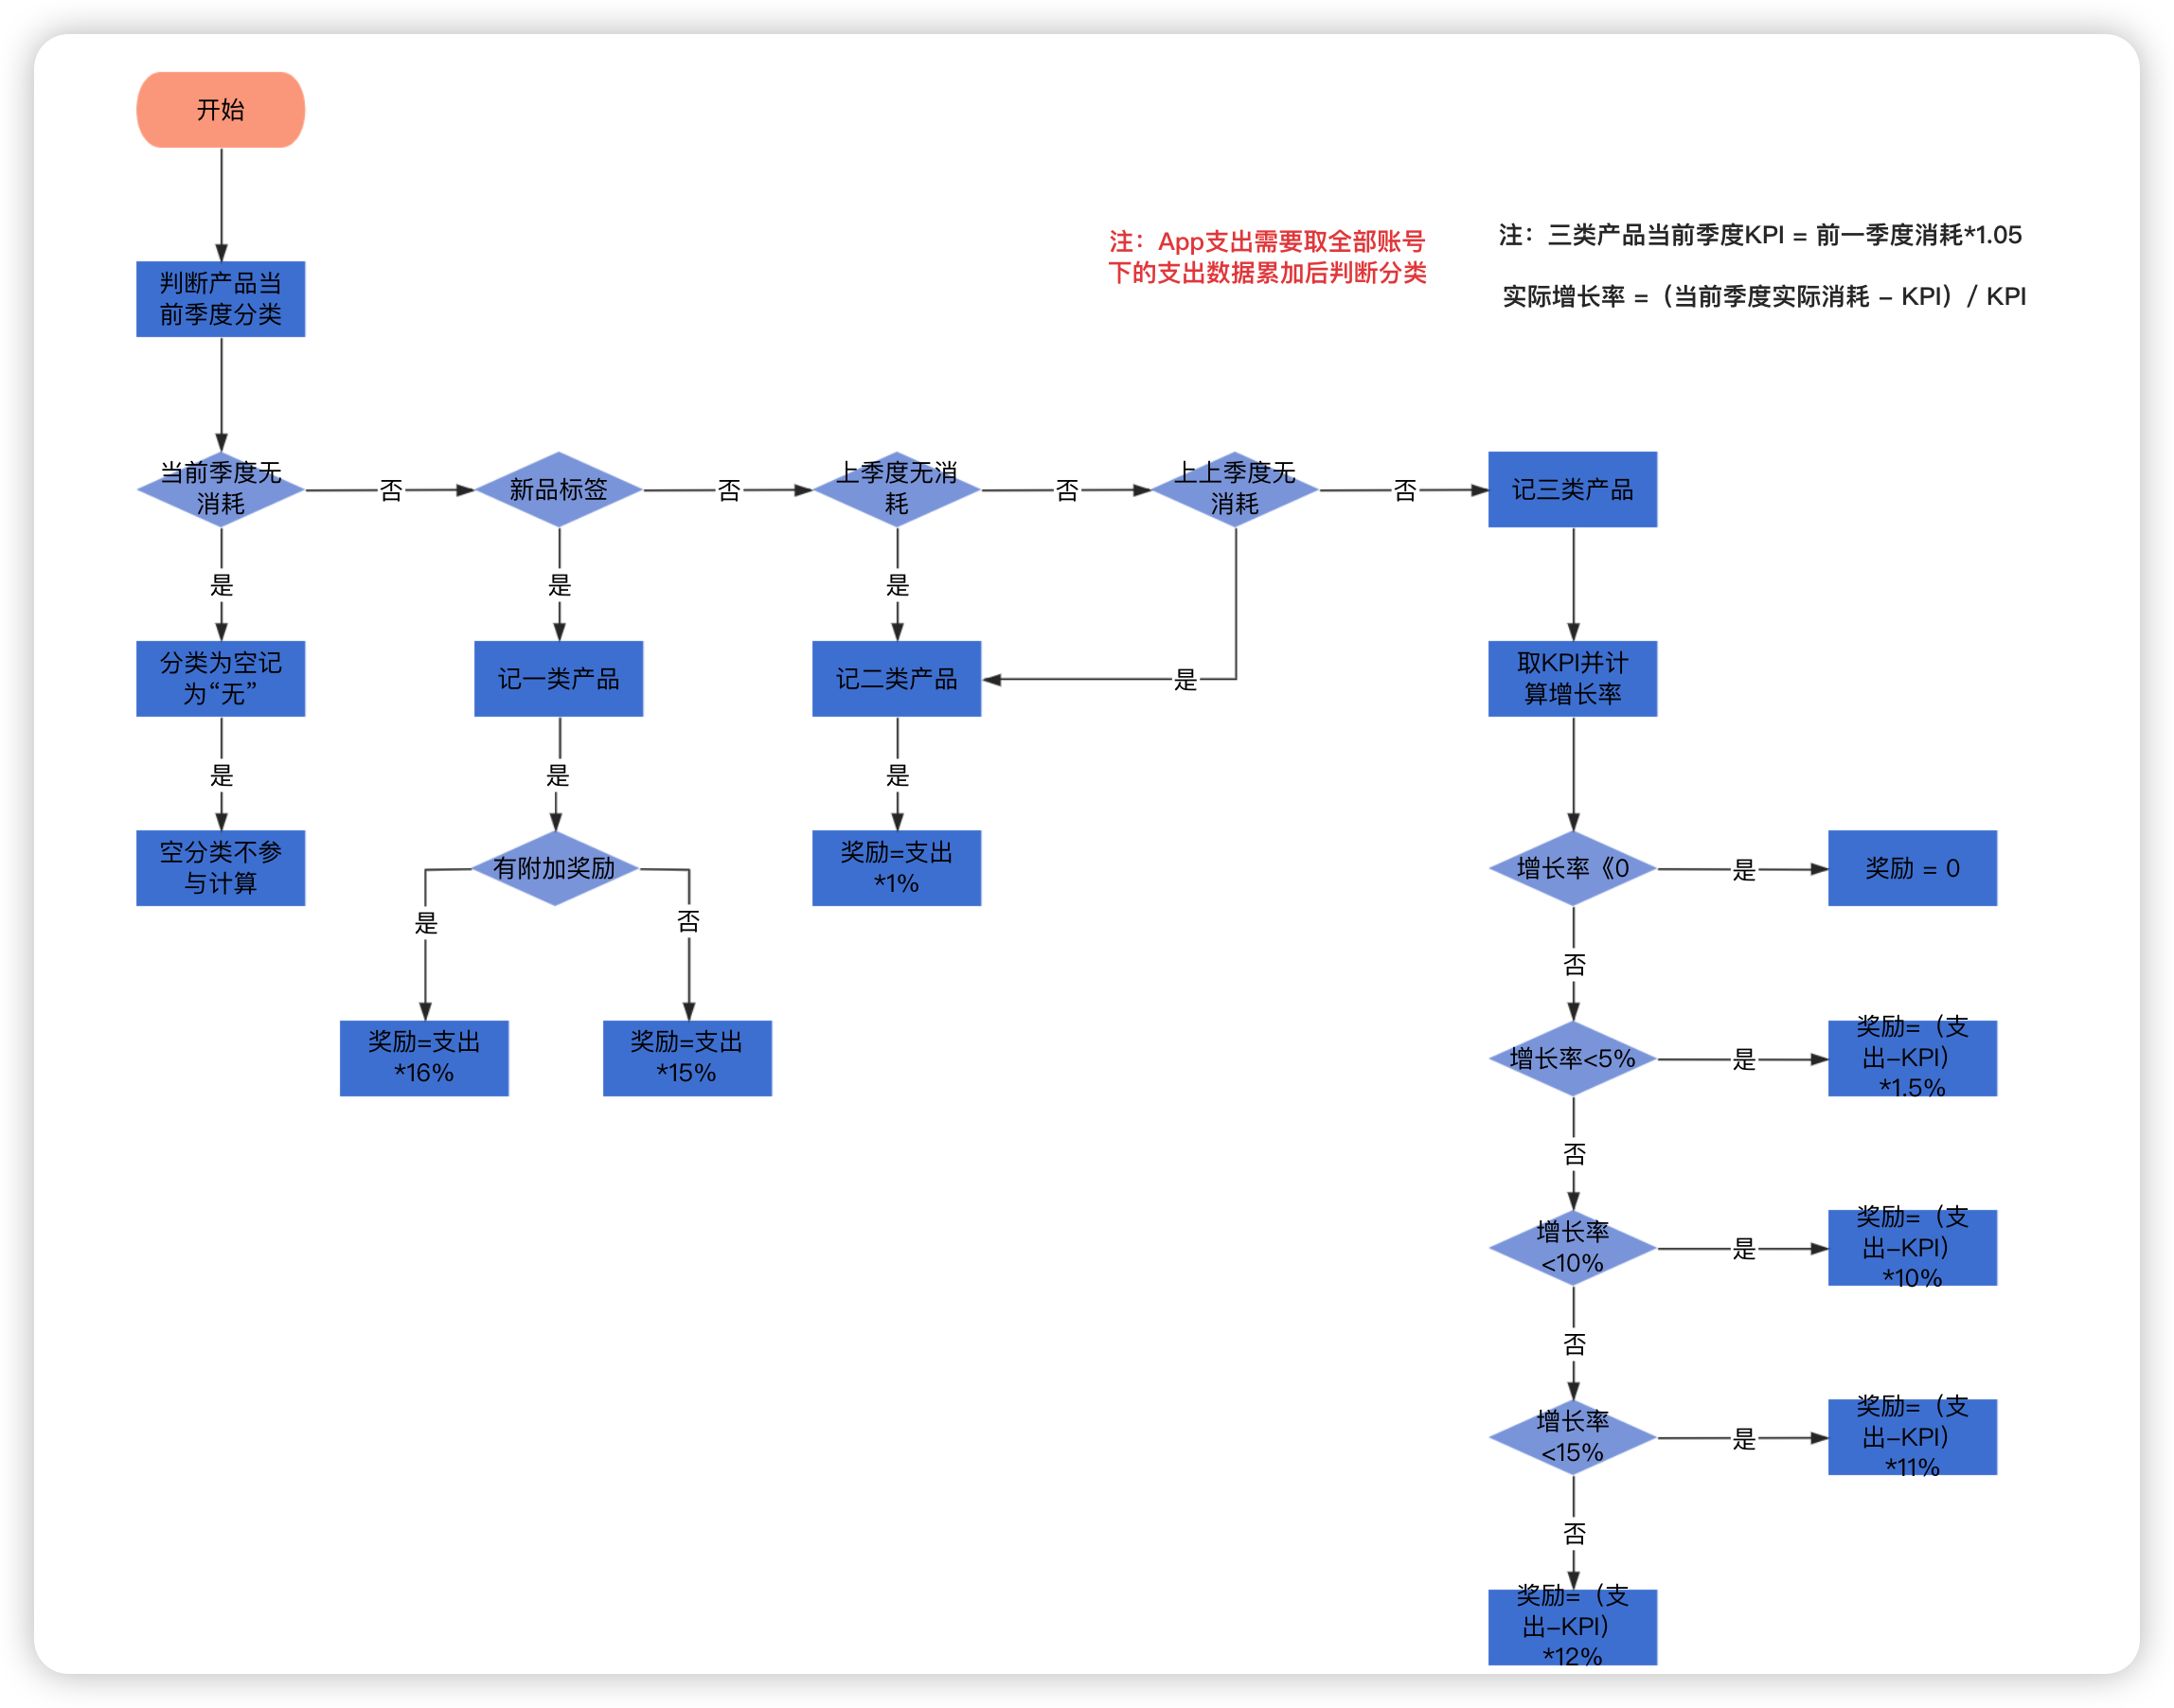 开始
判断产品当
前季度分类
注：App支出需要取全部账号
下的支出数据累加后判断分类
注：三类产品当前季度KPI = 前一季度消耗*1.05
实际增长率 =（当前季度实际消耗 – KPI）/ KPI
当前季度无
消耗
否
新品标签
否
上季度无消
耗
否
上上季度无
消耗
否
记三类产品
是
是
是
分类为空记
为“无”
记一类产品
记二类产品
是
取KPI并计
算增长率
是
是
是
空分类不参
与计算
有附加奖励
奖励=支出
*1%
增长率《0
是
奖励 = 0
是
否
否
奖励=支出
*16%
奖励=支出
*15%
增长率<5%
是
奖励=（支
出–KPI）
*1.5%
否
增长率
<10%
是
奖励=（支
出–KPI）
*10%
否
增长率
<15%
是
奖励=（支
出–KPI）
*11%
否
奖励=（支
出–KPI）
*12%